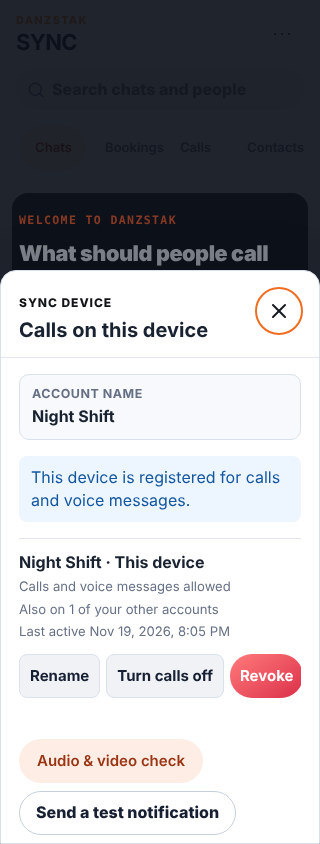 DANZSTAK
SYNC
...
Search chats and people
Chats Bookings Calls Contacts
WELCOME TO DANZSTAK
What should people call
SYNC DEVICE
Calls on this device
ACCOUNT NAME
Night Shift
This device is registered for calls
and voice messages.
Night Shift · This device
Calls and voice messages allowed
Also on 1 of your other accounts
Last active Nov 19, 2026, 8:05 PM
Rename Turn calls off Revoke
Audio & video check
Send a test notification